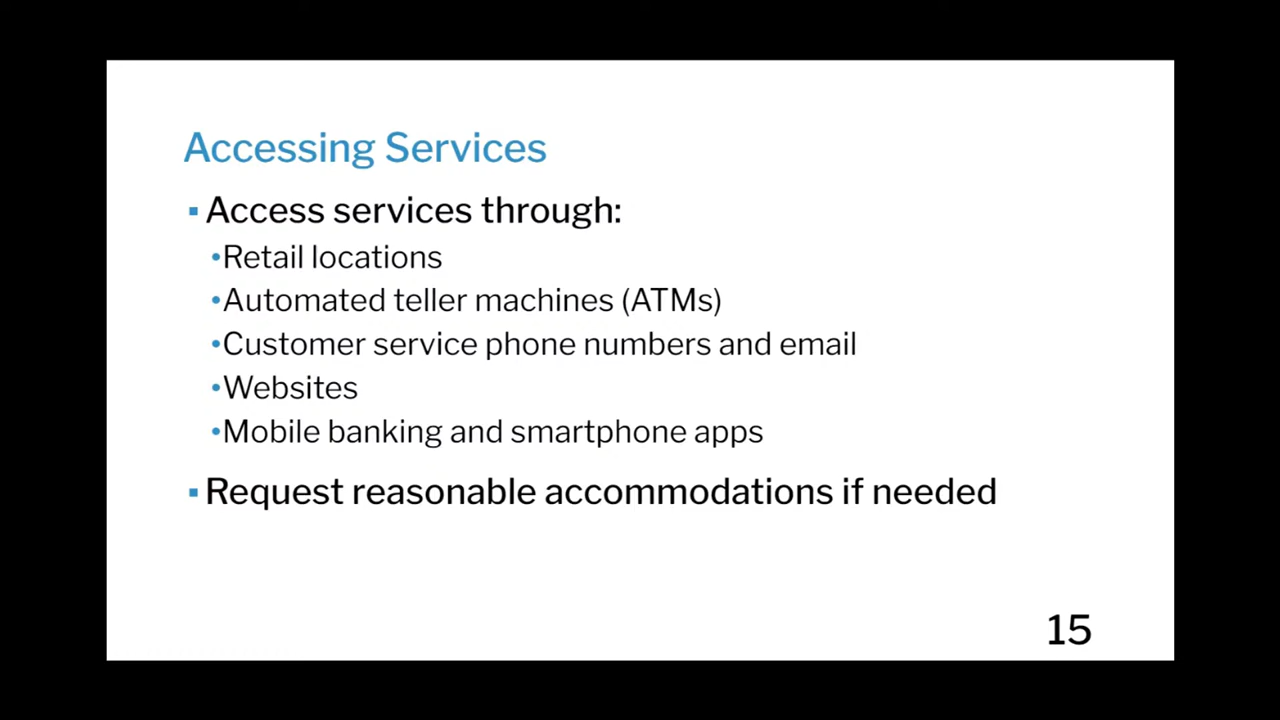 Accessing Services
▪ Access services through:
•Retail locations
•Automated teller machines (ATMs)
•Customer service phone numbers and email
•Websites
•Mobile banking and smartphone apps
▪ Request reasonable accommodations if needed
15